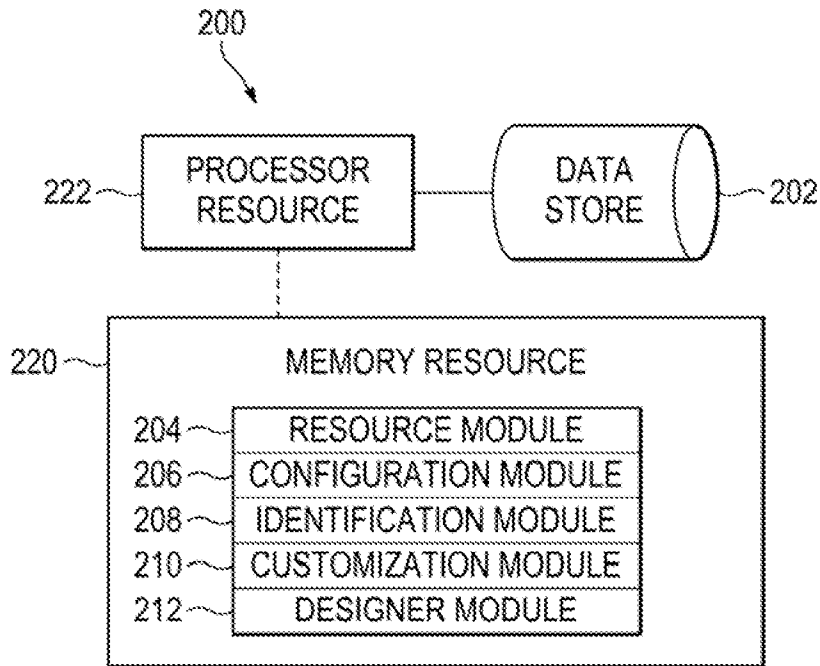 200
222
PROCESSOR
RESOURCE
DATA
STORE
202
220
MEMORY RESOURCE
204 RESOURCE MODULE
206 CONFIGURATION MODULE
208 IDENTIFICATION MODULE
210 CUSTOMIZATION MODULE
212 DESIGNER MODULE